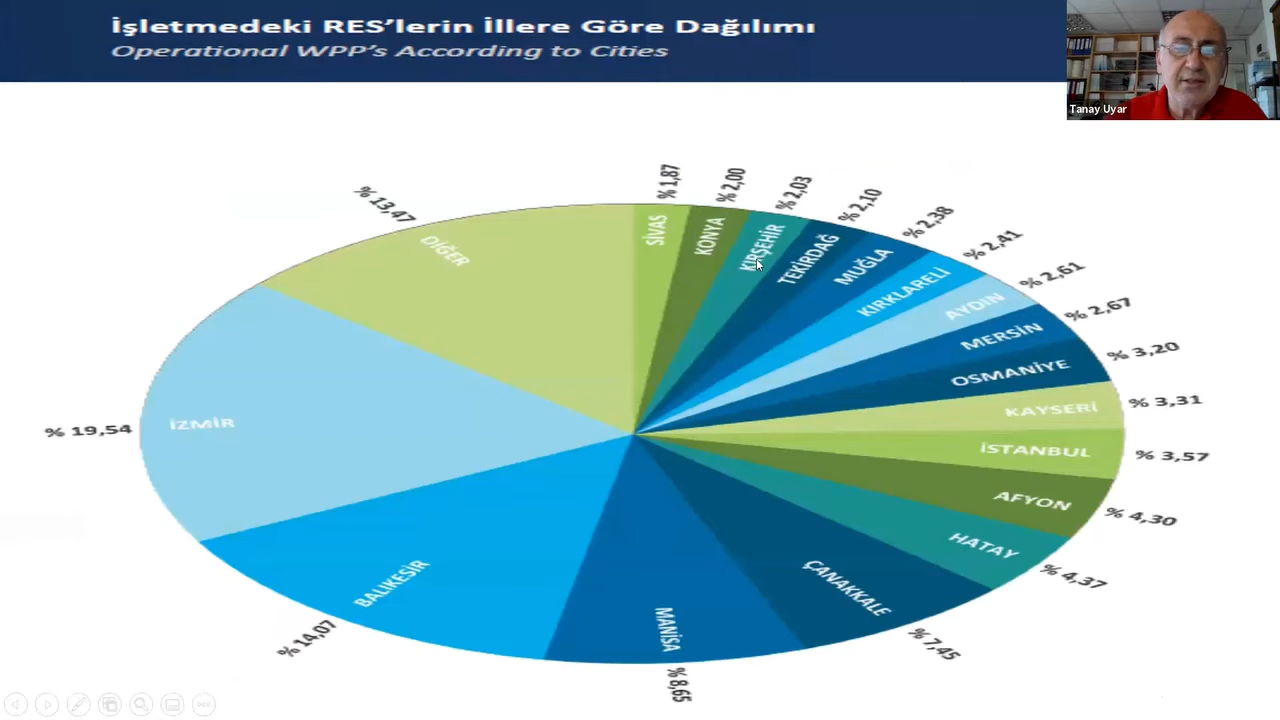 İşletmedeki RES’lerin İllere Göre Dağılımı
Operational WPP’s According to Cities
Tanay Uyar
% 1,87
SİVAS
% 2,00
KONYA
% 2,03
KIRŞEHİR
% 2,10
TEKİRDAĞ
% 2,38
MUĞLA
% 2,41
KIRKLARELİ
% 2,61
AYDIN
% 2,67
MERSİN
% 3,20
OSMANİYE
% 3,31
KAYSERİ
% 3,57
İSTANBUL
% 4,30
AFYON
% 4,37
HATAY
% 7,45
ÇANAKKALE
% 8,65
MANİSA
% 14,07
BALIKESİR
% 19,54
İZMİR
% 13,47
DİĞER